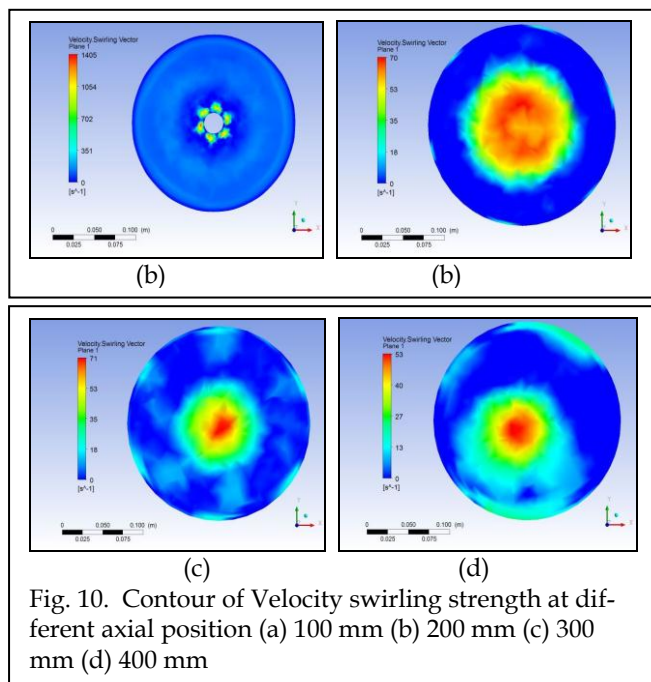 Velocity.Swirling Vector
Plane 1
1405
1054
702
351
0
[s^-1]
0 0.050 0.100 (m)
0.025 0.075
Y
X
(b)
Velocity.Swirling Vector
Plane 1
70
53
35
18
0
[s^-1]
0 0.050 0.100 (m)
0.025 0.075
Y
X
(b)
Velocity.Swirling Vector
Plane 1
71
53
35
18
0
[s^-1]
0 0.050 0.100 (m)
0.025 0.075
Y
X
(c)
Velocity.Swirling Vector
Plane 1
53
40
27
13
0
[s^-1]
0 0.050 0.100 (m)
0.025 0.075
Y
X
(d)
Fig. 10. Contour of Velocity swirling strength at dif-
ferent axial position (a) 100 mm (b) 200 mm (c) 300
mm (d) 400 mm